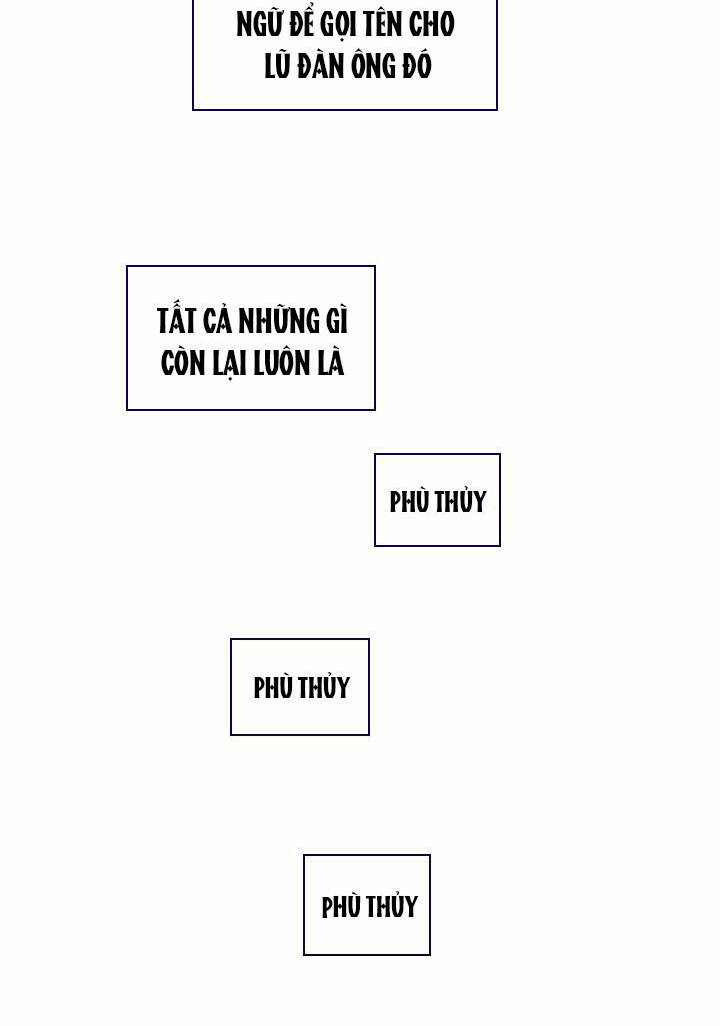 NGỮ ĐỂ GỌI TÊN CHO
LŨ ĐÀN ÔNG ĐÓ
TẤT CẢ NHỮNG GÌ
CÒN LẠI LUÔN LÀ
PHÙ THỦY
PHÙ THỦY
PHÙ THỦY